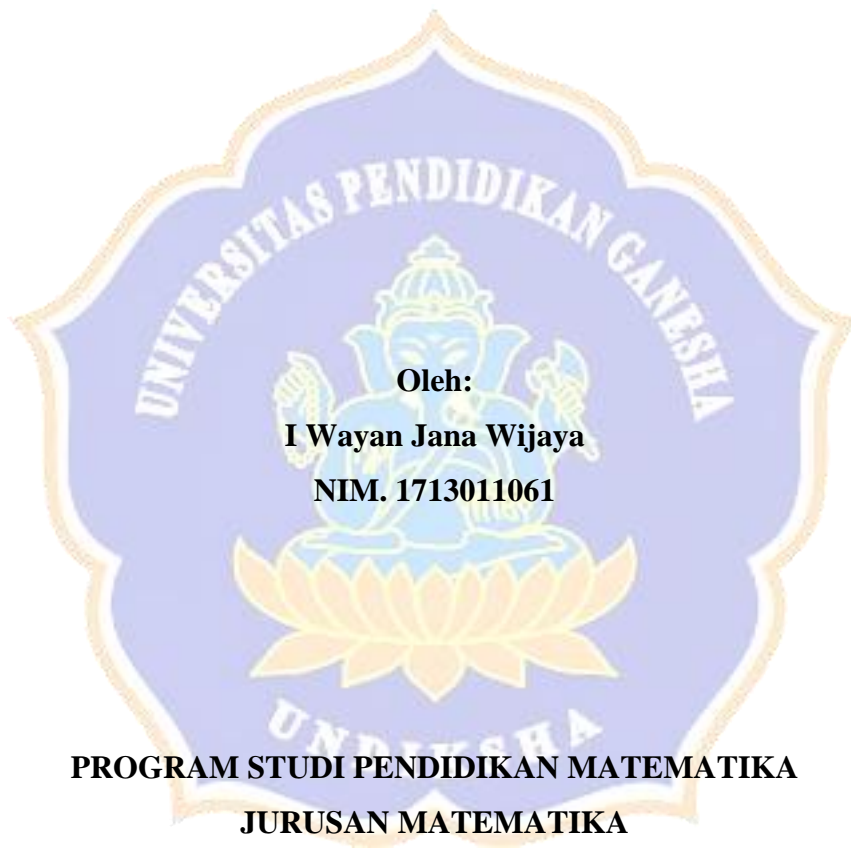 UNIVERSITAS PENDIDIKAN GANESHA
Oleh:
I Wayan Jana Wijaya
NIM. 1713011061
UNDIKSHA
PROGRAM STUDI PENDIDIKAN MATEMATIKA
JURUSAN MATEMATIKA